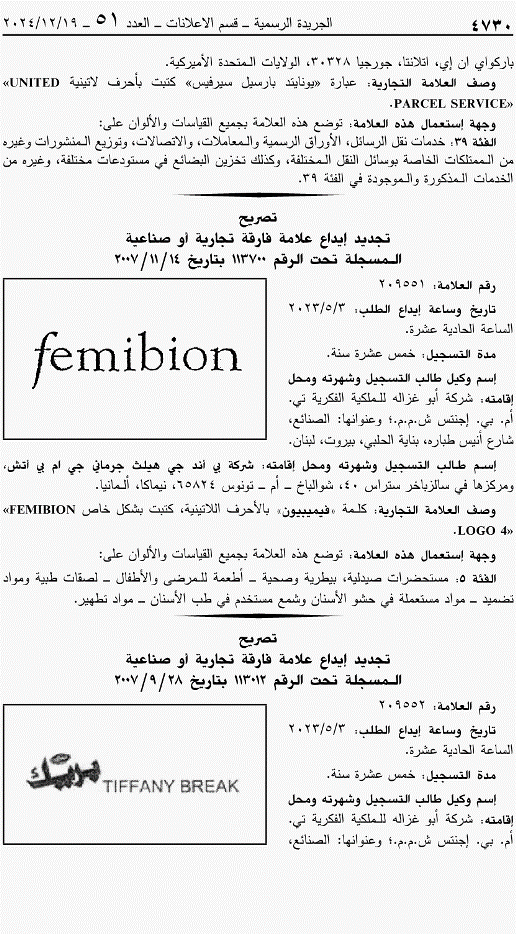 ٤٧٣٠ الجريدة الرسمية ــ قسم الاعلانات ــ العدد ٥١ ــ ٢٠٢٤/١٢/١٩
باركواي ان إي، اتلانتا، جورجيا ٣٠٣٢٨، الولايات المتحدة الأميركية.
وصف العلامة التجارية: عبارة «يونايتد بارسيل سيرفيس» كتبت بأحرف لاتينية «UNITED
PARCEL SERVICE».
وجهة إستعمال هذه العلامة: توضع هذه العلامة بجميع القياسات والألوان على:
الفئة ٣٩: خدمات نقل الرسائل، الأوراق الرسمية والمعاملات، والاتصالات، وتوزيع المنشورات وغيره
من الممتلكات الخاصة بوسائل النقل المختلفة، وكذلك تخزين البضائع في مستودعات مختلفة، وغيره من
الخدمات المذكورة والموجودة في الفئة ٣٩.
تصريح
تجديد إيداع علامة فارقة تجارية أو صناعية
المسجلة تحت الرقم ١١٣٧٠٠ بتاريخ ٢٠٠٧/١١/١٤
رقم العلامة: ٢٠٩٥٥١
تاريخ وساعة إيداع الطلب: ٢٠٢٣/٥/٣
الساعة الحادية عشرة.
مدة التسجيل: خمس عشرة سنة.
إسم وكيل طالب التسجيل وشهرته ومحل
إقامته: شركة أبو غزاله للملكية الفكرية تي.
أم. بي. إجنتس ش.م.م.؛ وعنوانها: الصنائع،
شارع أنيس طباره، بناية الحلبي، بيروت، لبنان.
femibion
إسم طالب التسجيل وشهرته ومحل إقامته: شركة بي أند جي هيلث جرماني جي ام بي اتش،
ومركزها في سالزباخر ستراس ٤٠، شوالباخ ــ أم ــ تونوس ٦٥٨٢٤، نيماكا، ألمانيا.
وصف العلامة التجارية: كلمة «فيميبيون» بالأحرف اللاتينية، كتبت بشكل خاص «FEMIBION
LOGO 4».
وجهة إستعمال هذه العلامة: توضع هذه العلامة بجميع القياسات والألوان على:
الفئة ٥: مستحضرات صيدلية، بيطرية وصحية ــ أطعمة للمرضى والأطفال ــ لصقات طبية ومواد
تضميد ــ مواد مستعملة في حشو الأسنان وشمع مستخدم في طب الأسنان ــ مواد تطهير.
تصريح
تجديد إيداع علامة فارقة تجارية أو صناعية
المسجلة تحت الرقم ١١٣٠١٢ بتاريخ ٢٠٠٧/٩/٢٨
رقم العلامة: ٢٠٩٥٥٢
تاريخ وساعة إيداع الطلب: ٢٠٢٣/٥/٣
الساعة الحادية عشرة.
مدة التسجيل: خمس عشرة سنة.
إسم وكيل طالب التسجيل وشهرته ومحل
إقامته: شركة أبو غزاله للملكية الفكرية تي.
أم. بي. إجنتس ش.م.م.؛ وعنوانها: الصنائع،
بريك TIFFANY BREAK